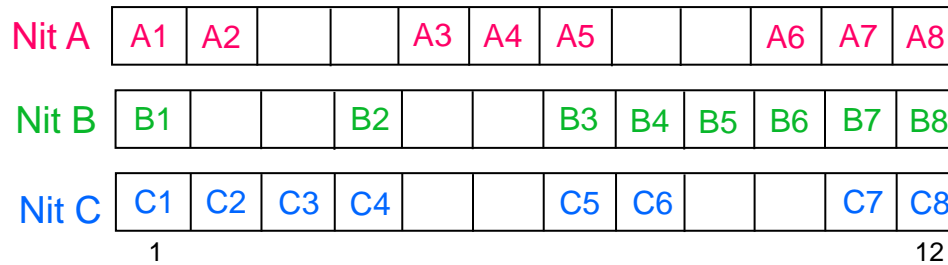 Nit A A1 A2 A3 A4 A5 A6 A7 A8
Nit B B1 B2 B3 B4 B5 B6 B7 B8
Nit C C1 C2 C3 C4 C5 C6 C7 C8
1 12